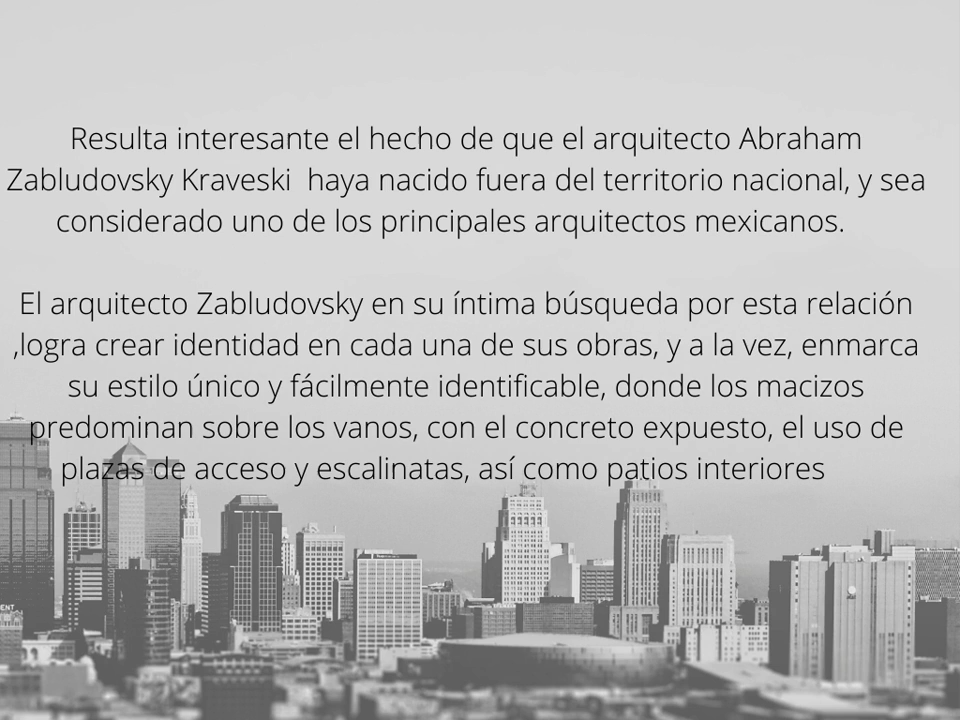 Resulta interesante el hecho de que el arquitecto Abraham
Zabludovsky Kraveski haya nacido fuera del territorio nacional, y sea
considerado uno de los principales arquitectos mexicanos.
El arquitecto Zabludovsky en su íntima búsqueda por esta relación
,logra crear identidad en cada una de sus obras, y a la vez, enmarca
su estilo único y fácilmente identificable, donde los macizos
predominan sobre los vanos, con el concreto expuesto, el uso de
plazas de acceso y escalinatas, así como patios interiores